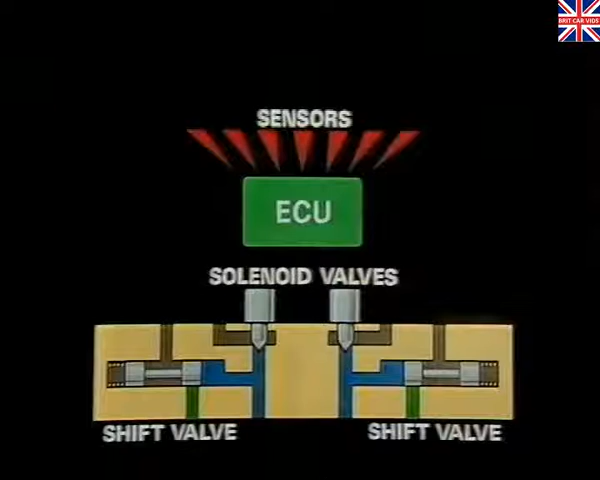 BRIT CAR VIDS
SENSORS
ECU
SOLENOID VALVES
SHIFT VALVE
SHIFT VALVE